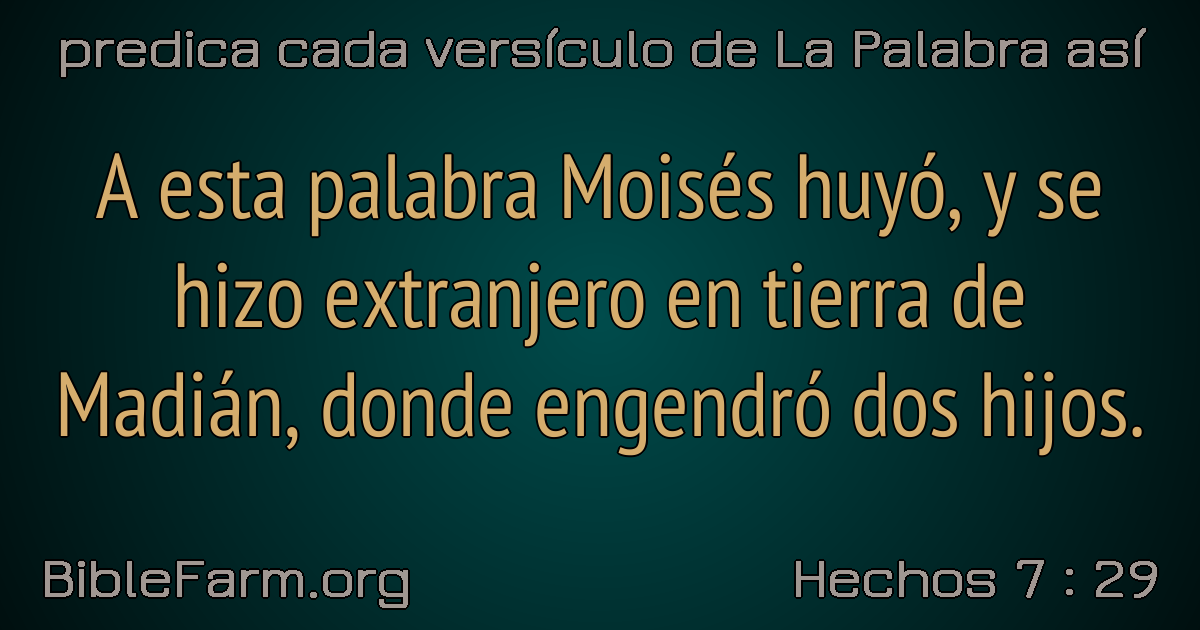 predica cada versículo de La Palabra así
A esta palabra Moisés huyó, y se
hizo extranjero en tierra de
Madián, donde engendró dos hijos.
BibleFarm.org
Hechos 7 : 29